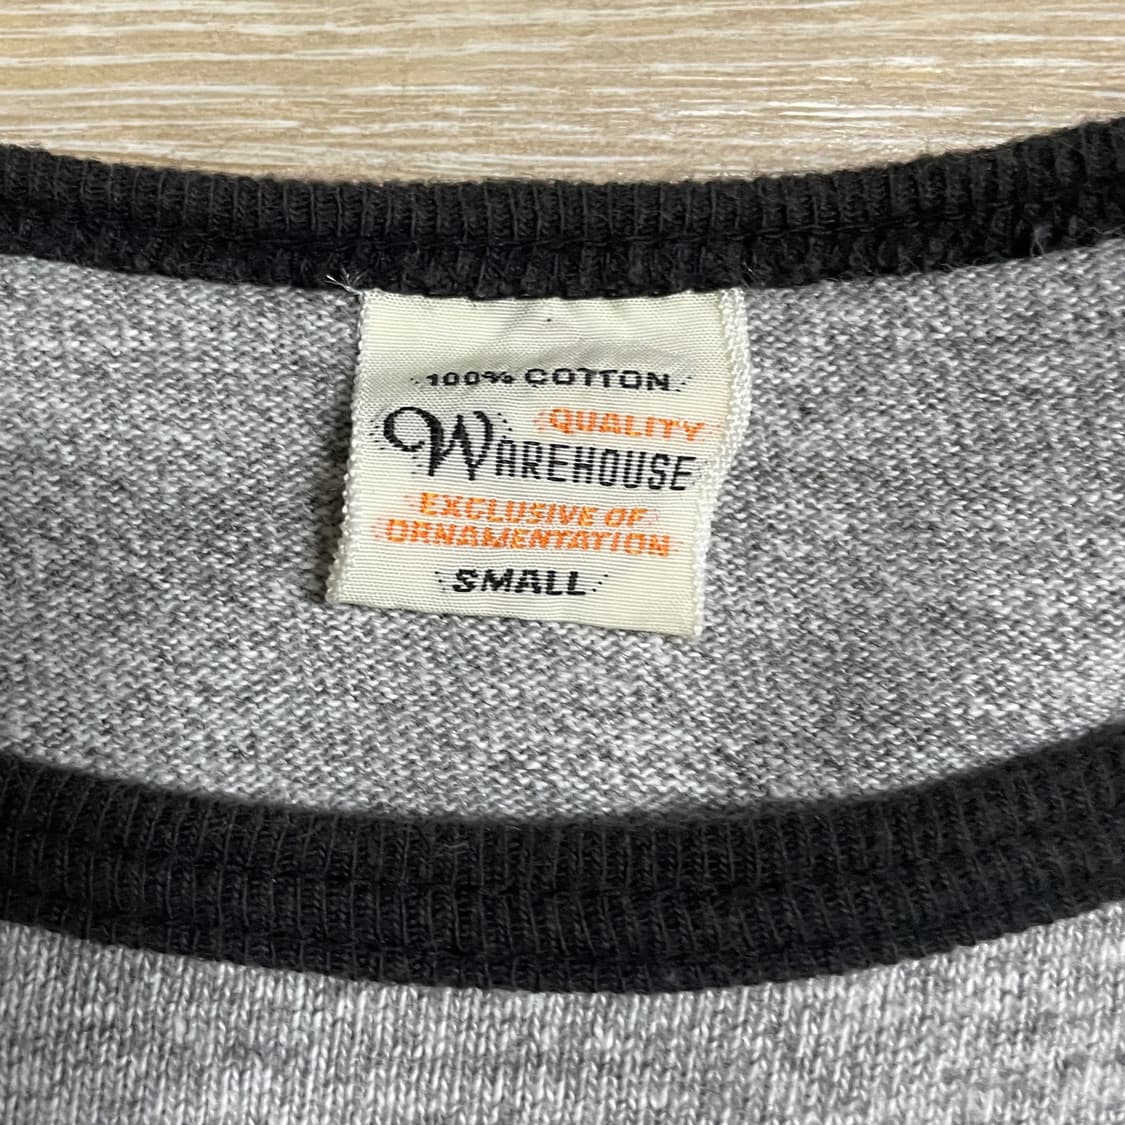 100% COTTON
QUALITY
WAREHOUSE
EXCLUSIVE OF
ORNAMENTATION
SMALL